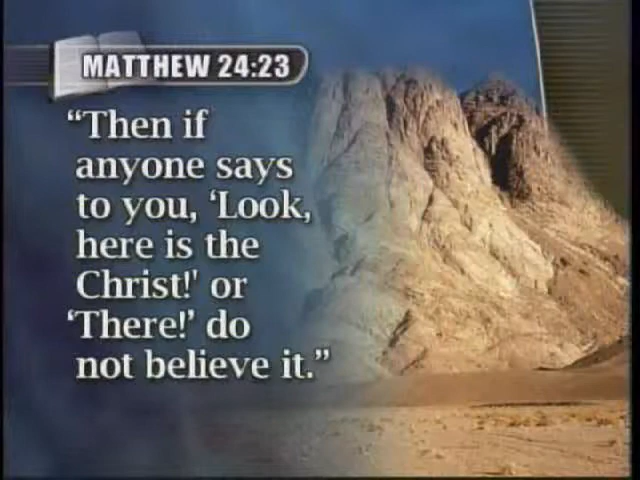 MATTHEW 24:23
“Then if
anyone says
to you, ‘Look,
here is the
Christ!' or
‘There!’ do
not believe it.”